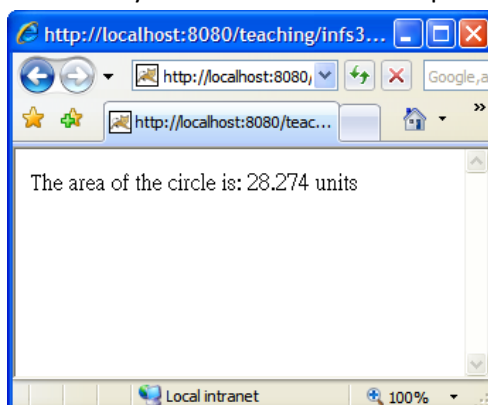 http://localhost:8080/teaching/infs3...
http://localhost:8080/
Google,a
http://localhost:8080/teac...
The area of the circle is: 28.274 units
Local intranet
100%